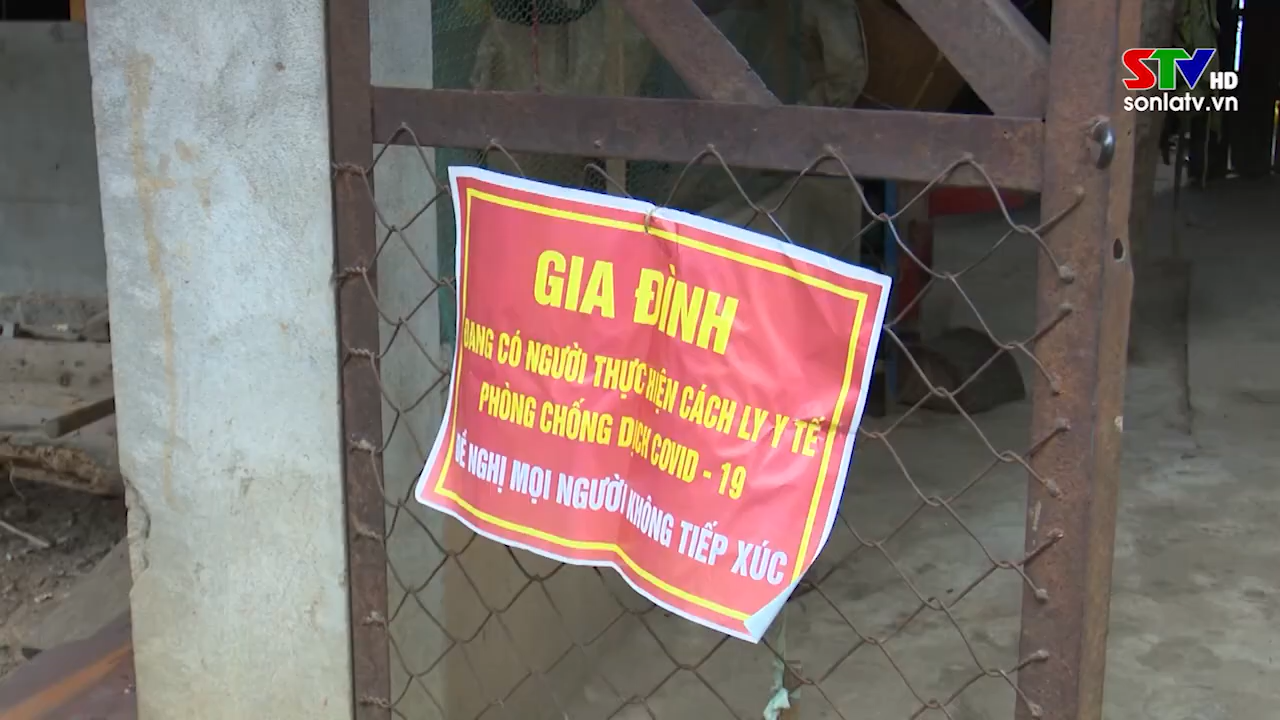 STV HD
sonlatv.vn
GIA ĐÌNH
ĐANG CÓ NGƯỜI THỰC HIỆN CÁCH LY Y TẾ
PHÒNG CHỐNG DỊCH COVID - 19
ĐỀ NGHỊ MỌI NGƯỜI KHÔNG TIẾP XÚC